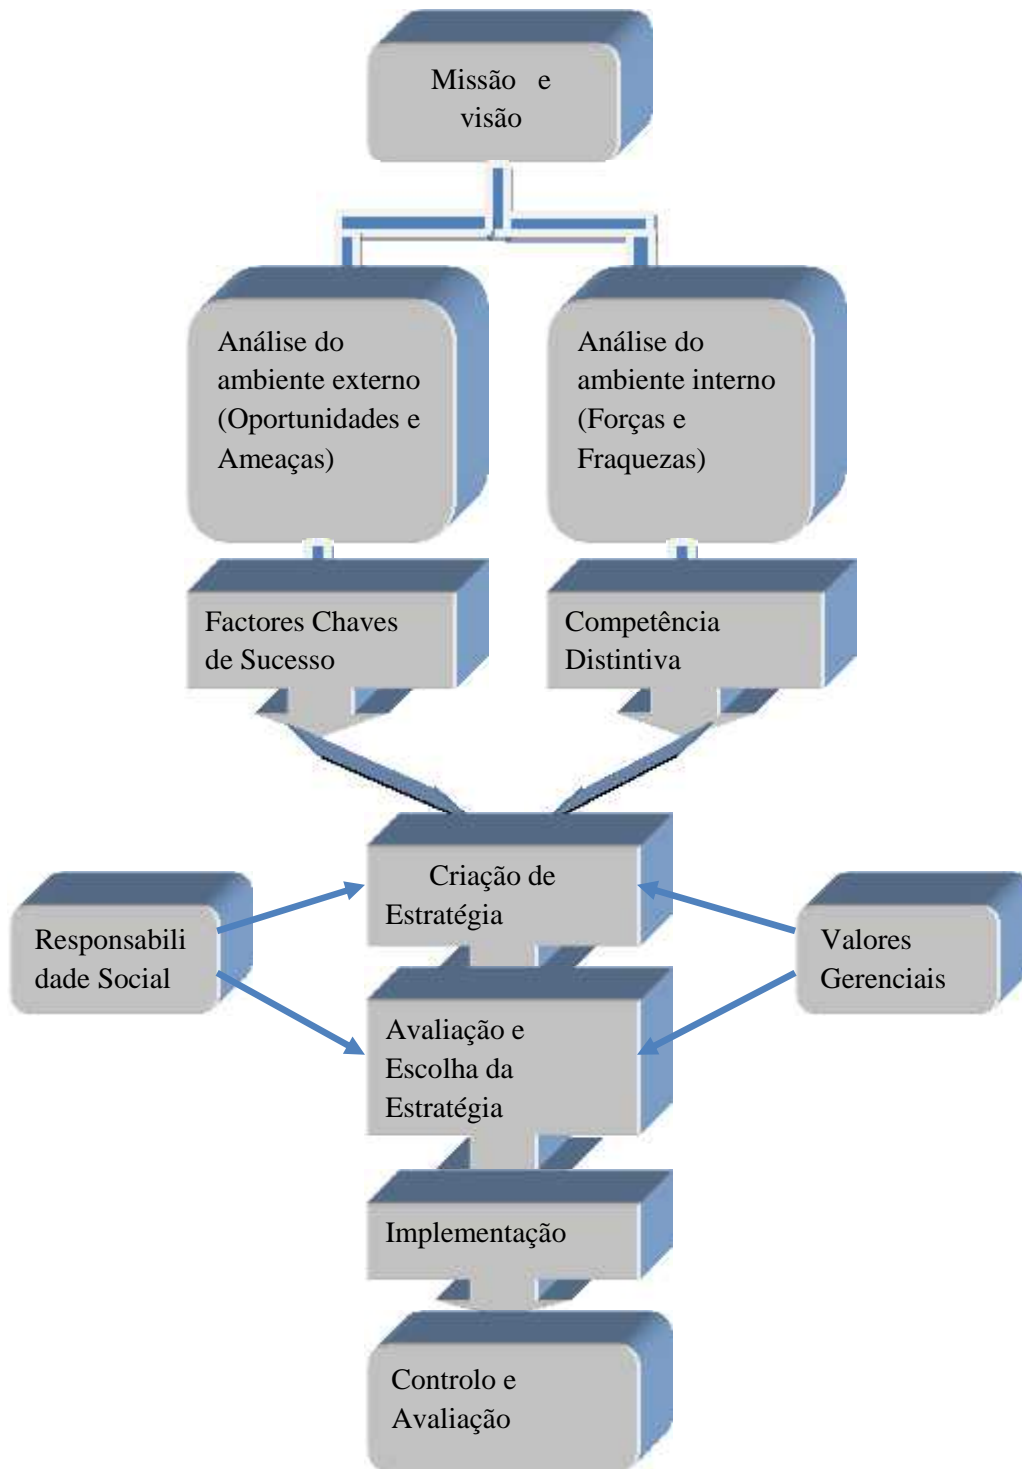 Missão e
visão
Análise do
ambiente externo
(Oportunidades e
Ameaças)
Análise do
ambiente interno
(Forças e
Fraquezas)
Factores Chaves
de Sucesso
Competência
Distintiva
Criação de
Estratégia
Responsabili
dade Social
Valores
Gerenciais
Avaliação e
Escolha da
Estratégia
Implementação
Controlo e
Avaliação